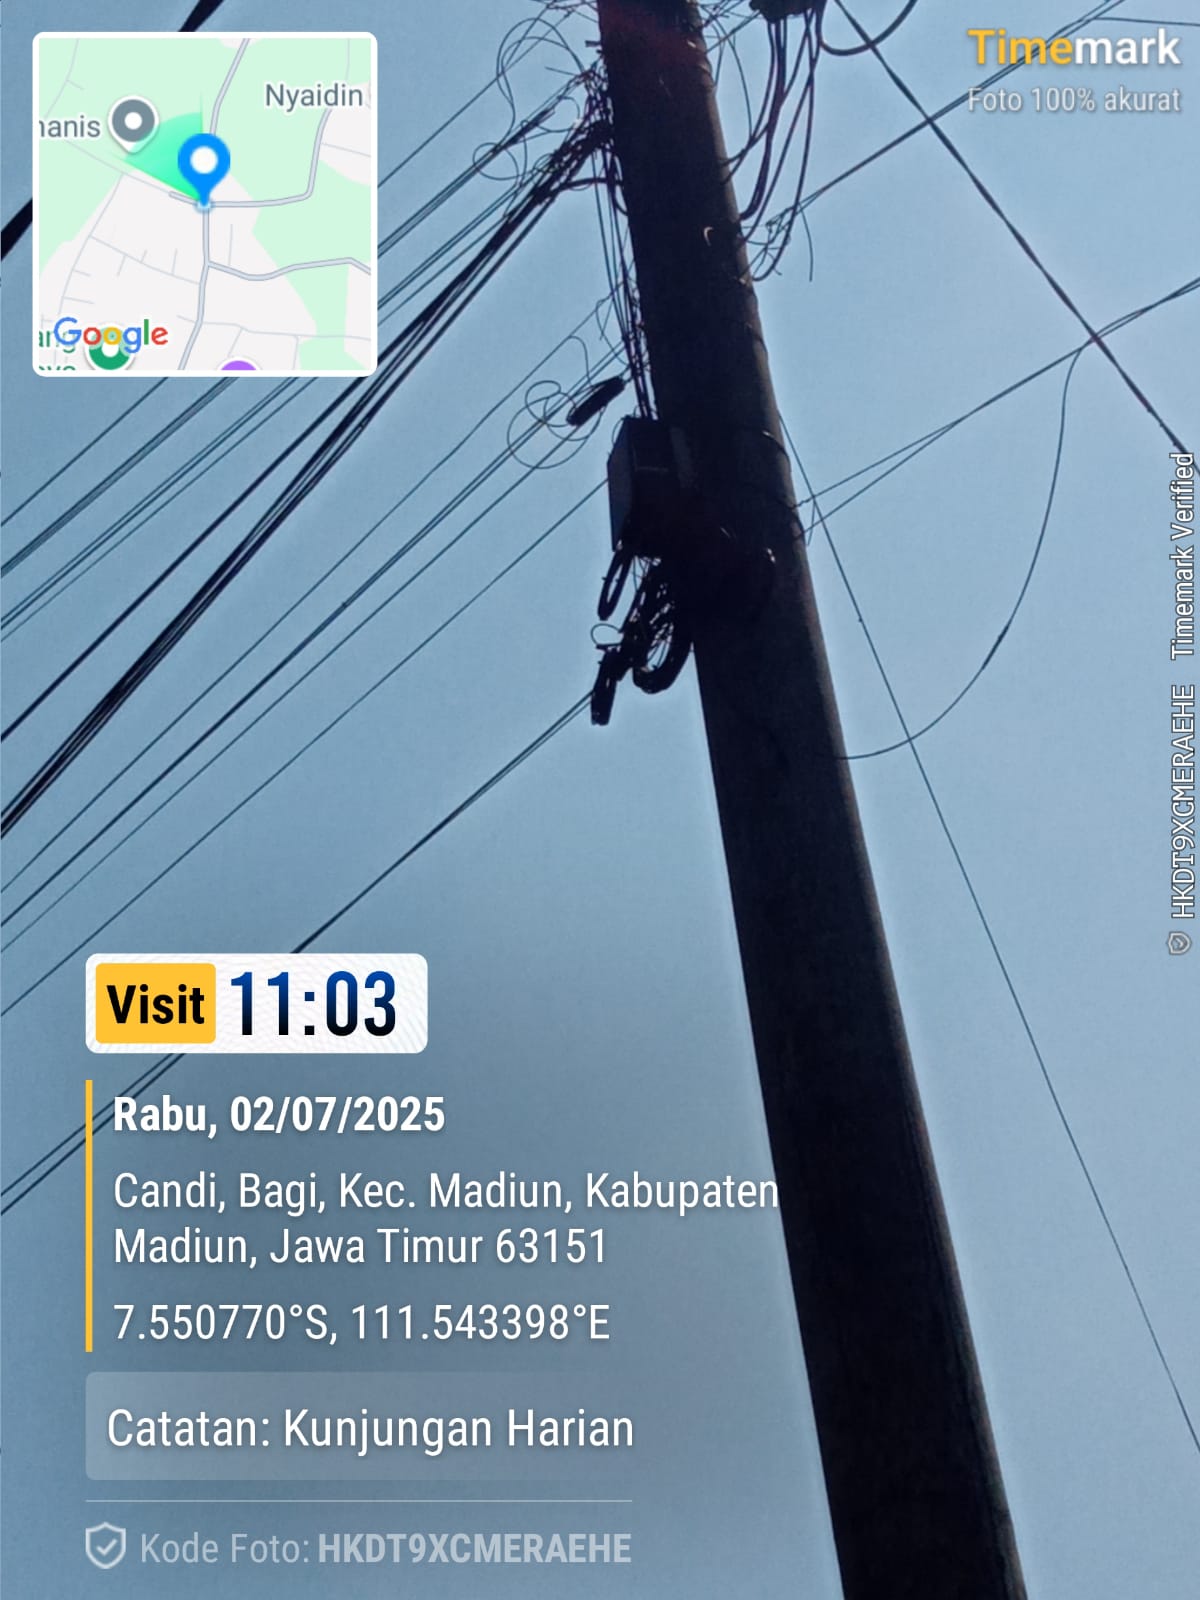 Nyaidin
Google
Timemark
Foto 100% akurat
HKDT9XCMERAEHE Timemark Verified
Visit 11:03
Rabu, 02/07/2025
Candi, Bagi, Kec. Madiun, Kabupaten
Madiun, Jawa Timur 63151
7.550770°S, 111.543398°E
Catatan: Kunjungan Harian
Kode Foto: HKDT9XCMERAEHE